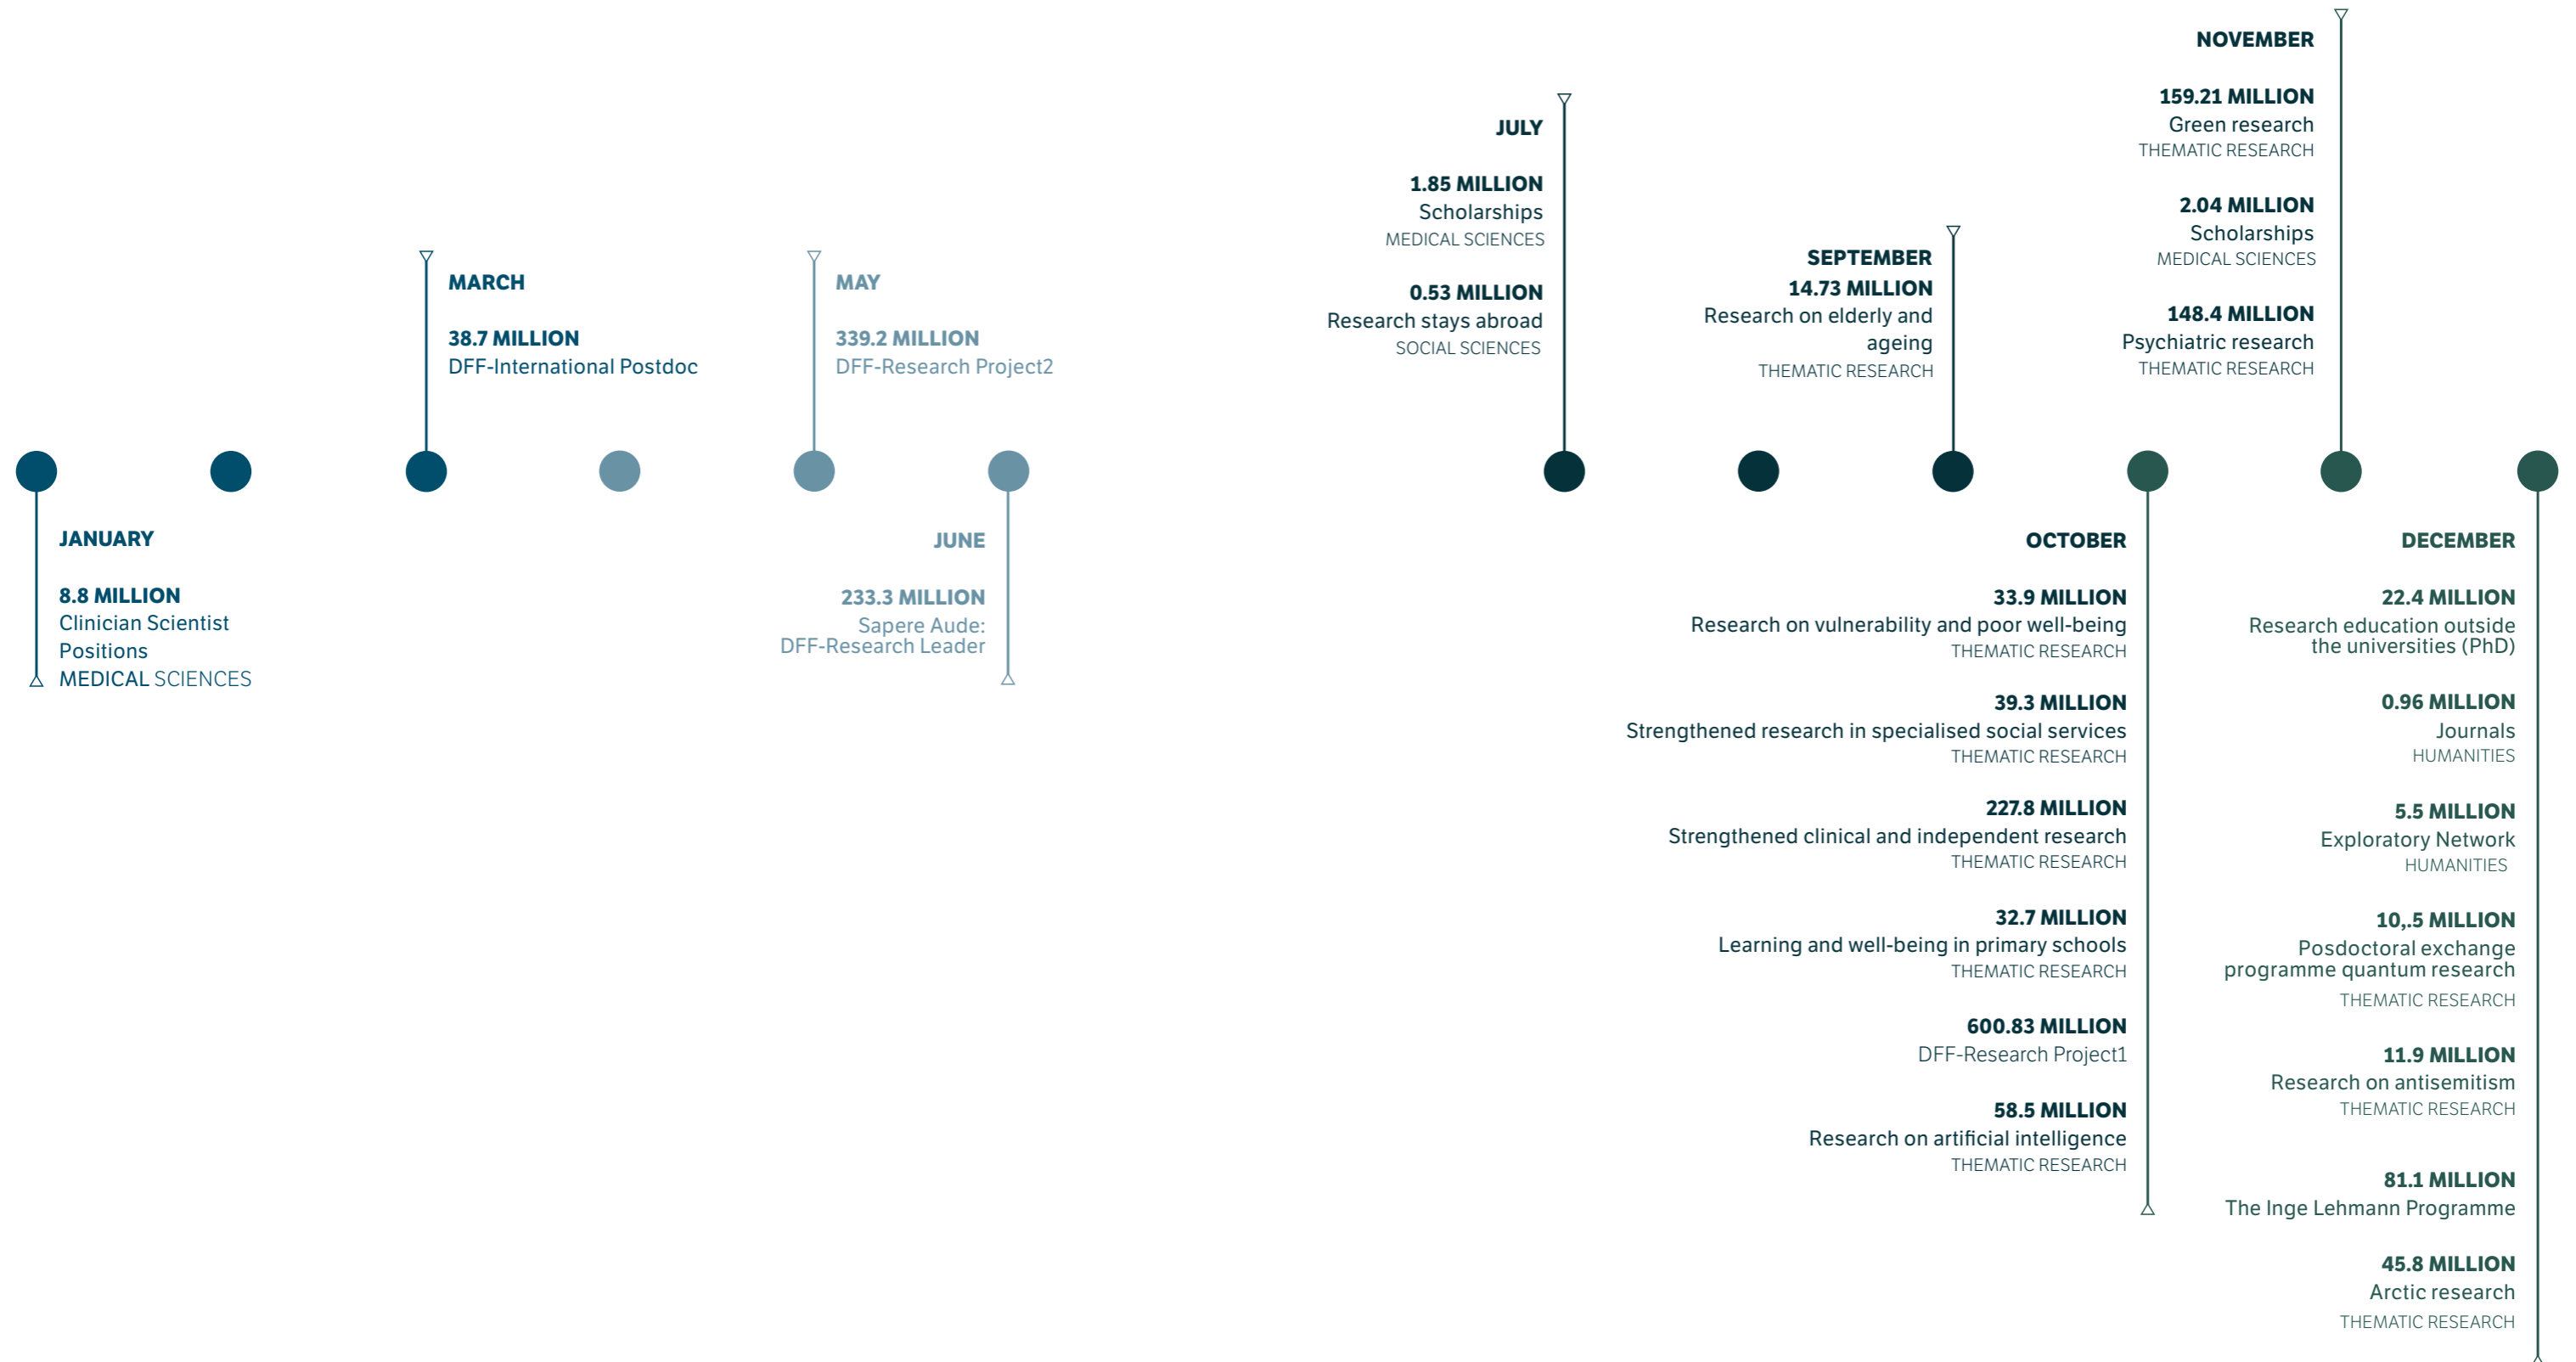 JANUARY
8.8 MILLION
Clinician Scientist
Positions
MEDICAL SCIENCES
MARCH
38.7 MILLION
DFF-International Postdoc
MAY
339.2 MILLION
DFF-Research Project2
JUNE
233.3 MILLION
Sapere Aude:
DFF-Research Leader
JULY
1.85 MILLION
Scholarships
MEDICAL SCIENCES
0.53 MILLION
Research stays abroad
SOCIAL SCIENCES
SEPTEMBER
14.73 MILLION
Research on elderly and
ageing
THEMATIC RESEARCH
OCTOBER
33.9 MILLION
Research on vulnerability and poor well-being
THEMATIC RESEARCH
39.3 MILLION
Strengthened research in specialised social services
THEMATIC RESEARCH
227.8 MILLION
Strengthened clinical and independent research
THEMATIC RESEARCH
32.7 MILLION
Learning and well-being in primary schools
THEMATIC RESEARCH
600.83 MILLION
DFF-Research Project1
58.5 MILLION
Research on artificial intelligence
THEMATIC RESEARCH
NOVEMBER
159.21 MILLION
Green research
THEMATIC RESEARCH
2.04 MILLION
Scholarships
MEDICAL SCIENCES
148.4 MILLION
Psychiatric research
THEMATIC RESEARCH
DECEMBER
22.4 MILLION
Research education outside
the universities (PhD)
0.96 MILLION
Journals
HUMANITIES
5.5 MILLION
Exploratory Network
HUMANITIES
10,.5 MILLION
Posdoctoral exchange
programme quantum research
THEMATIC RESEARCH
11.9 MILLION
Research on antisemitism
THEMATIC RESEARCH
81.1 MILLION
The Inge Lehmann Programme
45.8 MILLION
Arctic research
THEMATIC RESEARCH